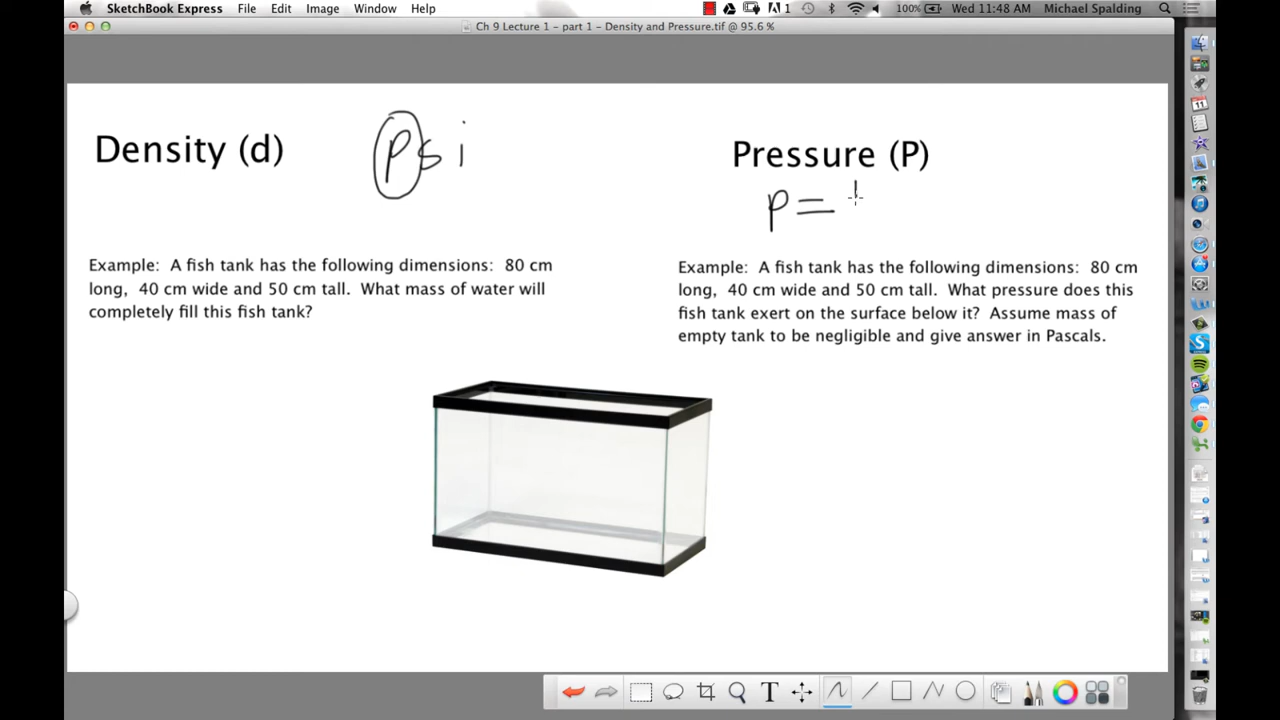 SketchBook Express File Edit Image Window Help 1 100% Wed 11:48 AM Michael Spalding
Ch 9 Lecture 1 - part 1 - Density and Pressure.tif @ 95.6 %
Density (d)
Psi
Example: A fish tank has the following dimensions: 80 cm
long, 40 cm wide and 50 cm tall. What mass of water will
completely fill this fish tank?
Pressure (P)
P=
Example: A fish tank has the following dimensions: 80 cm
long, 40 cm wide and 50 cm tall. What pressure does this
fish tank exert on the surface below it? Assume mass of
empty tank to be negligible and give answer in Pascals.
T